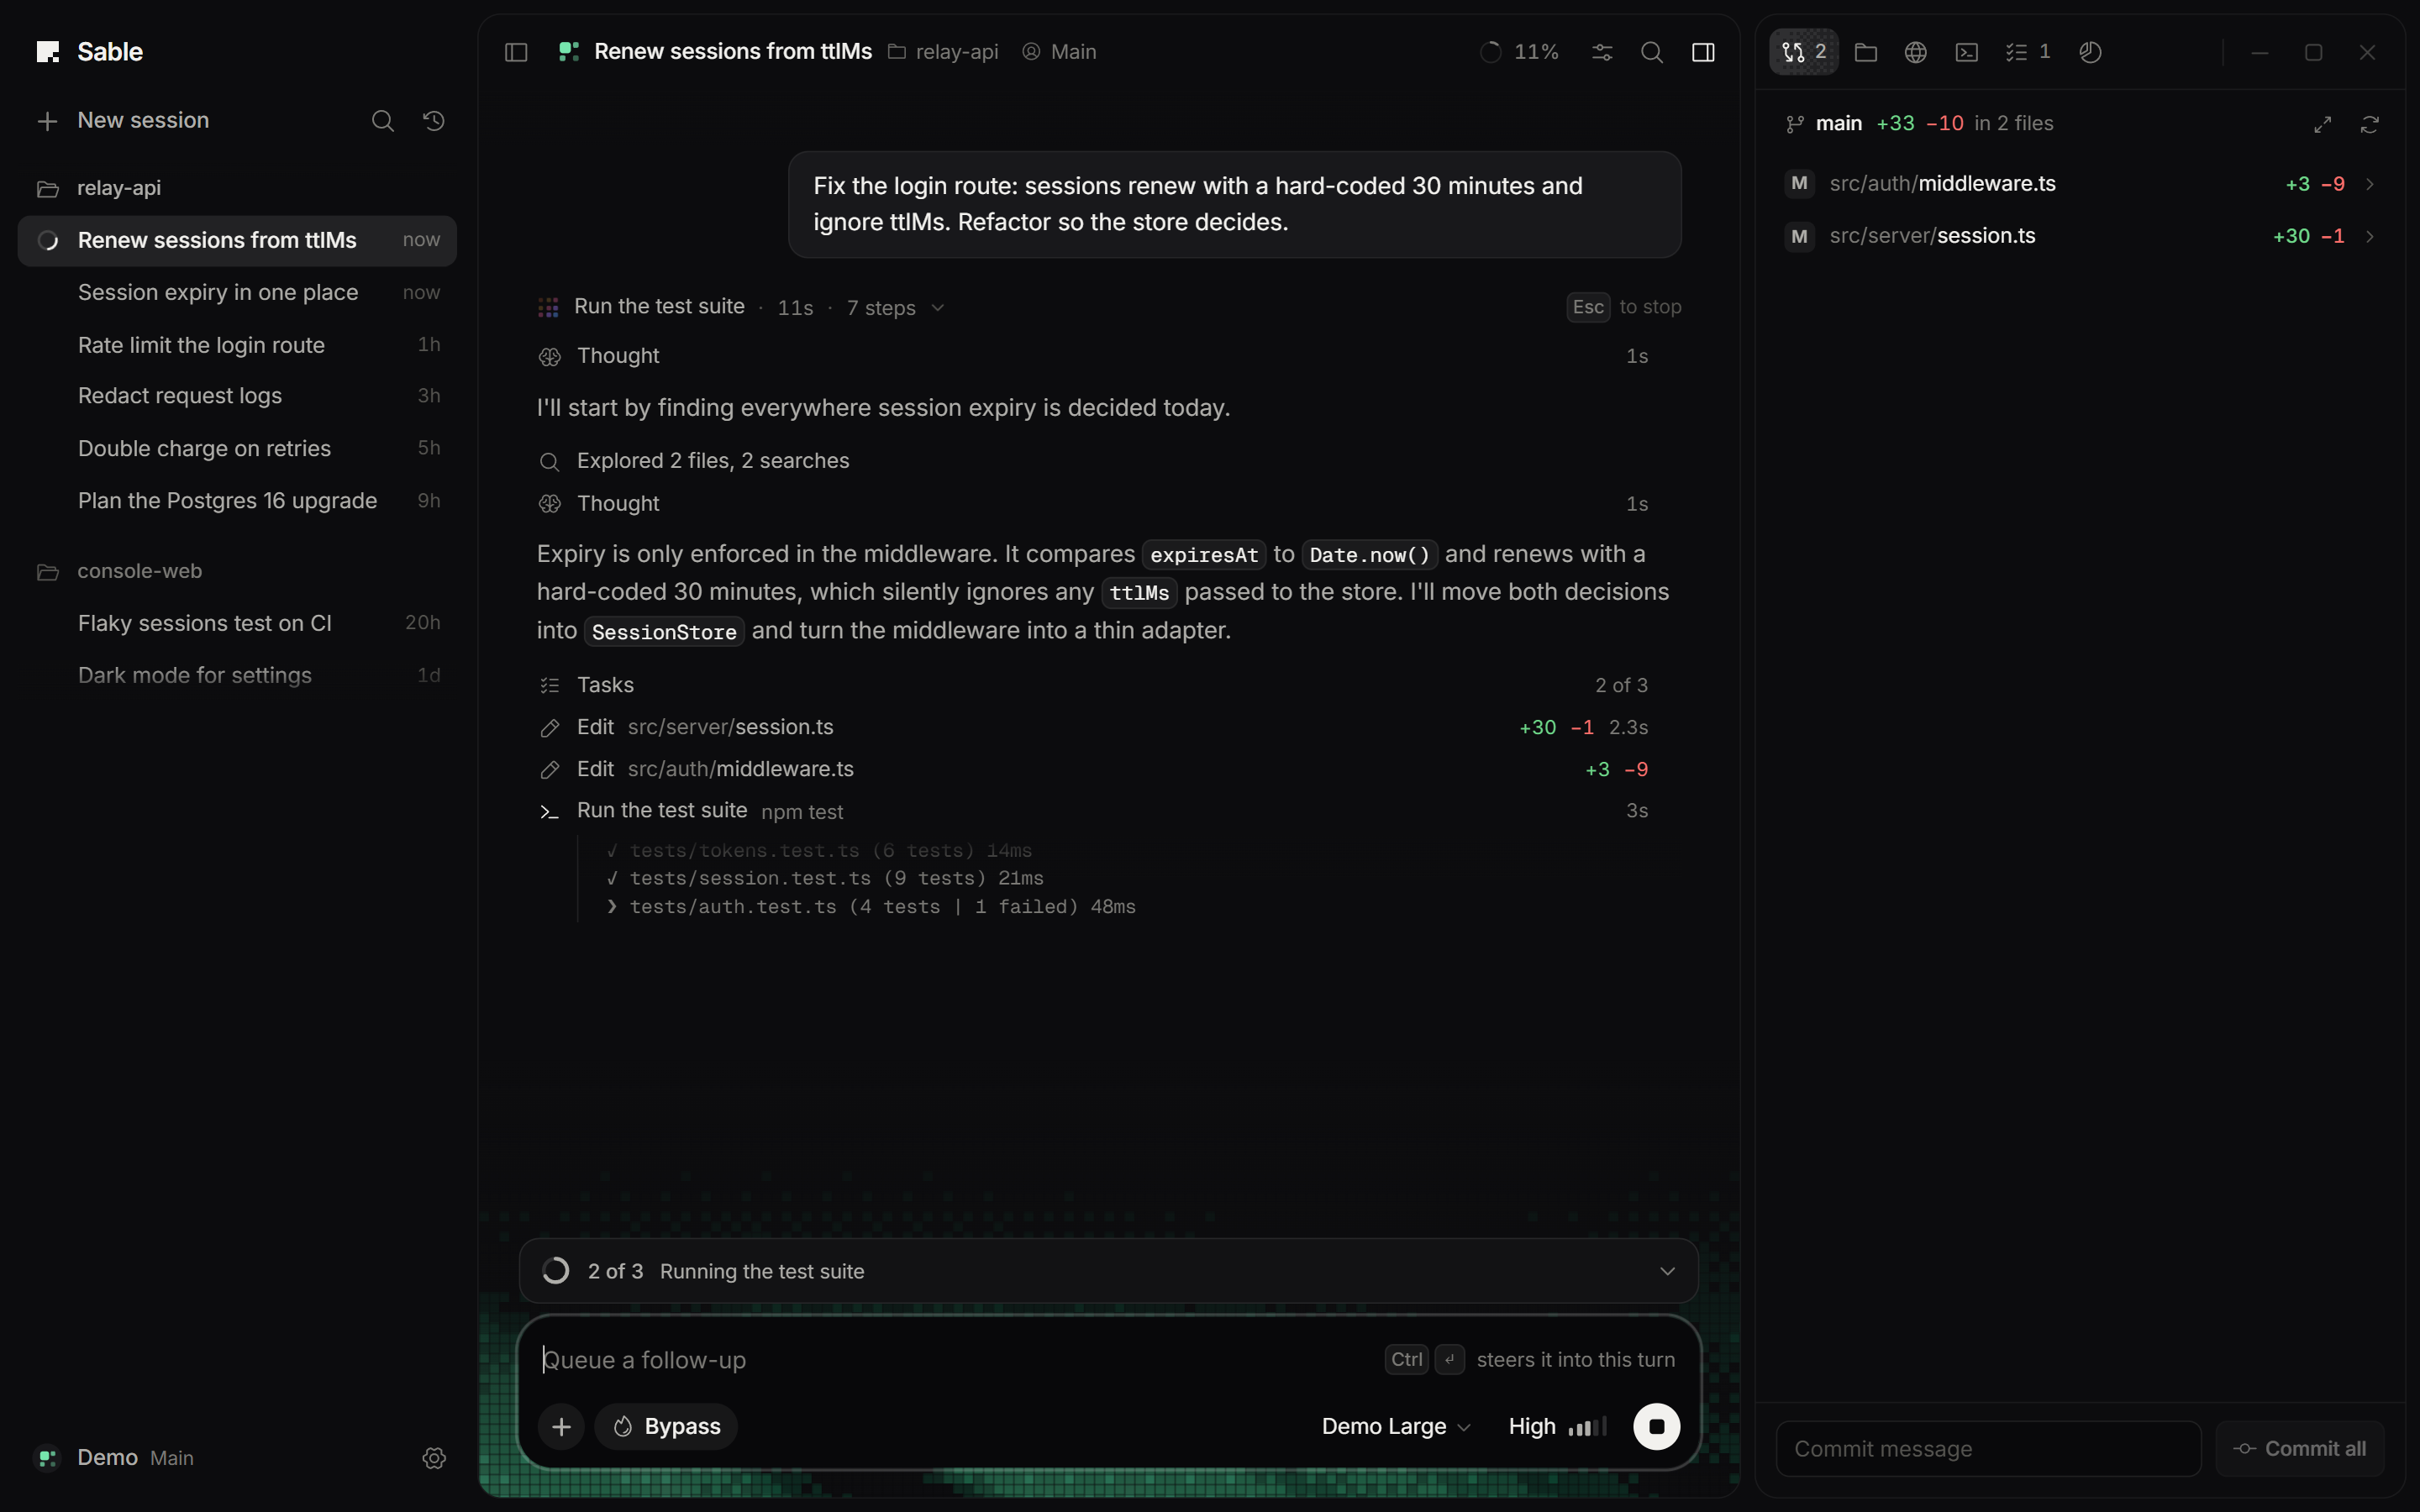 Sable
New session
relay-api
Renew sessions from ttlMs now
Session expiry in one place now
Rate limit the login route 1h
Redact request logs 3h
Double charge on retries 5h
Plan the Postgres 16 upgrade 9h
console-web
Flaky sessions test on CI 20h
Dark mode for settings 1d
Demo Main
Renew sessions from ttlMs relay-api Main 11%
Fix the login route: sessions renew with a hard-coded 30 minutes and
ignore ttlMs. Refactor so the store decides.
Run the test suite · 11s · 7 steps Esc to stop
Thought 1s
I'll start by finding everywhere session expiry is decided today.
Explored 2 files, 2 searches
Thought 1s
Expiry is only enforced in the middleware. It compares expiresAt to Date.now() and renews with a
hard-coded 30 minutes, which silently ignores any ttlMs passed to the store. I'll move both decisions
into SessionStore and turn the middleware into a thin adapter.
Tasks 2 of 3
Edit src/server/session.ts +30 −1 2.3s
Edit src/auth/middleware.ts +3 −9
Run the test suite npm test 3s
✓ tests/tokens.test.ts (6 tests) 14ms
✓ tests/session.test.ts (9 tests) 21ms
❯ tests/auth.test.ts (4 tests | 1 failed) 48ms
2 of 3 Running the test suite
Queue a follow-up Ctrl ↵ steers it into this turn
Bypass Demo Large High
2 1
main +33 −10 in 2 files
M src/auth/middleware.ts +3 −9
M src/server/session.ts +30 −1
Commit message Commit all